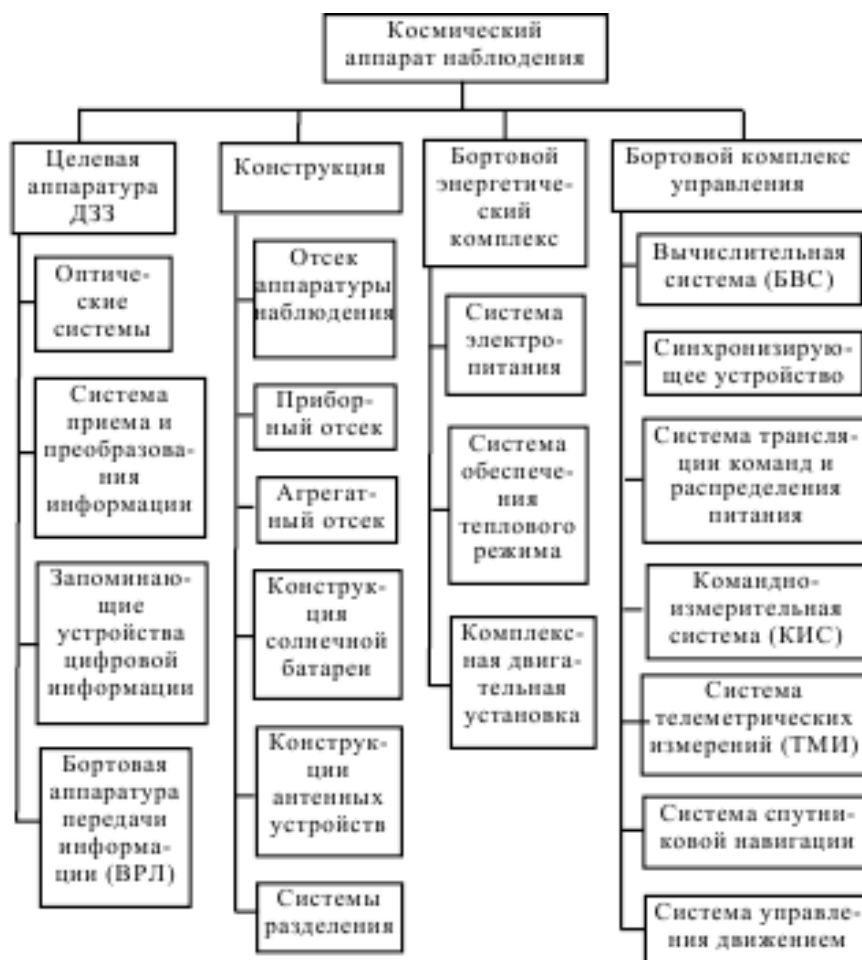 Космический
аппарат наблюдения
Целевая
аппаратура
ДЗЗ
Оптиче-
ские
системы
Система
приема и
преобразова-
ния
информации
Запоминаю-
щие
устройства
цифровой
информации
Бортовая
аппаратура
передачи
информа-
ции (ВРЛ)
Конструкция
Отсек
аппаратуры
наблюдения
Прибор-
ный отсек
Агрегат-
ный отсек
Конструк-
ция
солнечной
батареи
Конструк-
ции
антенных
устройств
Системы
разделения
Бортовой
энергетиче-
ский
комплекс
Система
электро-
питания
Система
обеспече-
ния
теплового
режима
Комплекс-
ная двига-
тельная
установка
Бортовой комплекс
управления
Вычислительная
система (БВС)
Синхронизирую-
щее устройство
Система трансля-
ции команд и
распределения
питания
Командно-
измерительная
система (КИС)
Система
телеметрических
измерений (ТМИ)
Система спутни-
ковой навигации
Система управле-
ния движением